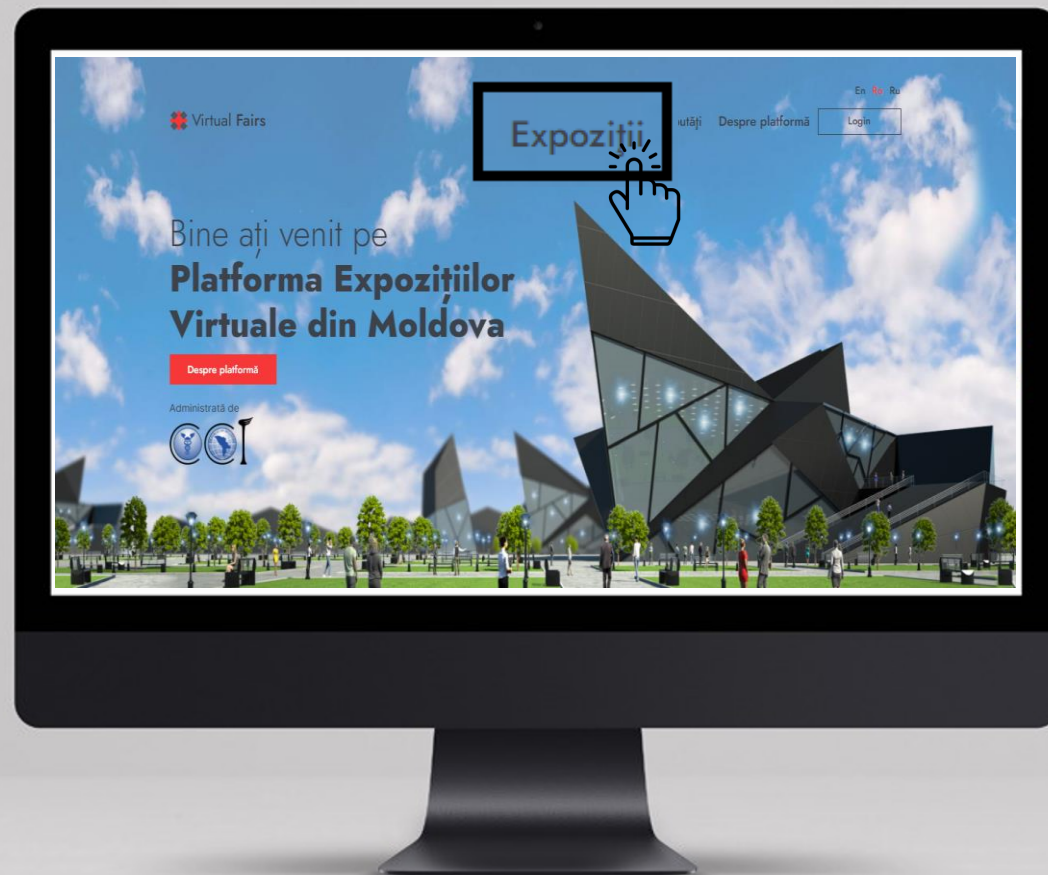 En Ro Ru
Virtual Fairs
Expoziții
Despre platformă
Login
Bine ați venit pe
Platforma Expozițiilor
Virtuale din Moldova
Despre platformă
Administrată de
CCI